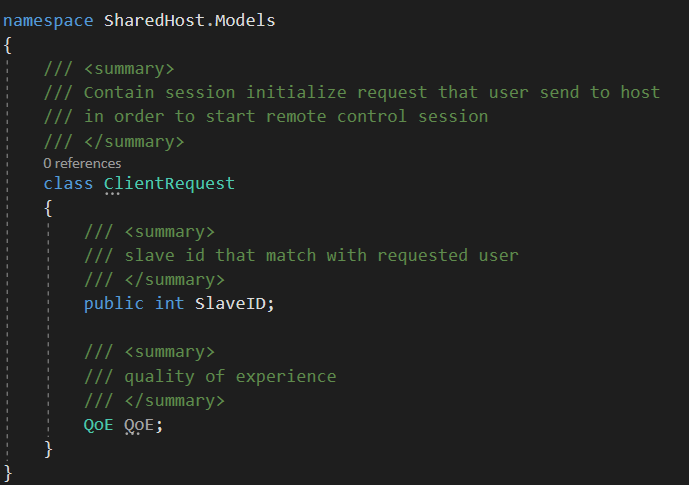 namespace SharedHost.Models
{
/// <summary>
/// Contain session initialize request that user send to host
/// in order to start remote control session
/// </summary>
0 references
class ClientRequest
{
/// <summary>
/// slave id that match with requested user
/// </summary>
public int SlaveID;
/// <summary>
/// quality of experience
/// </summary>
QoE QoE;
}
}